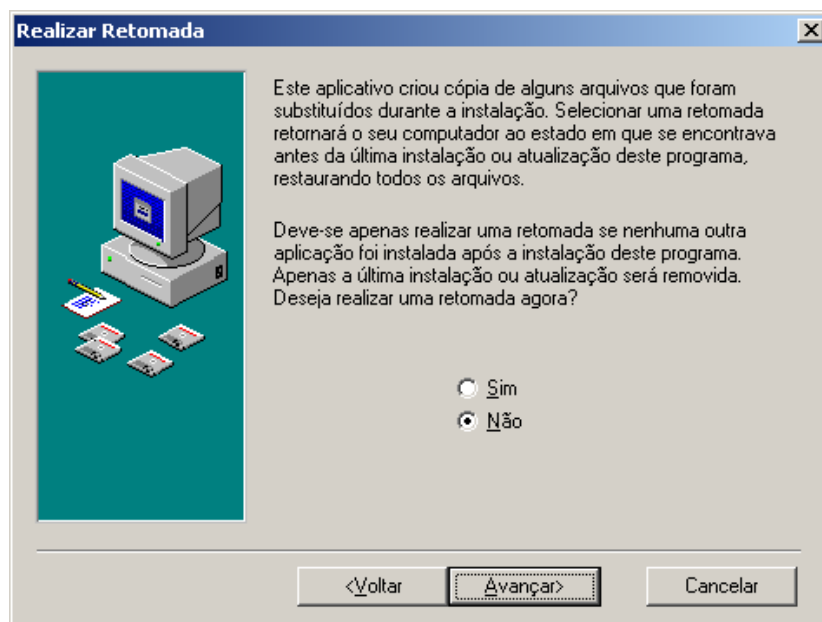 Realizar Retomada
Este aplicativo criou cópia de alguns arquivos que foram
substituídos durante a instalação. Selecionar uma retomada
retornará o seu computador ao estado em que se encontrava
antes da última instalação ou atualização deste programa,
restaurando todos os arquivos.
Deve-se apenas realizar uma retomada se nenhuma outra
aplicação foi instalada após a instalação deste programa.
Apenas a última instalação ou atualização será removida.
Deseja realizar uma retomada agora?
Sim
Não
<Voltar
Avançar>
Cancelar